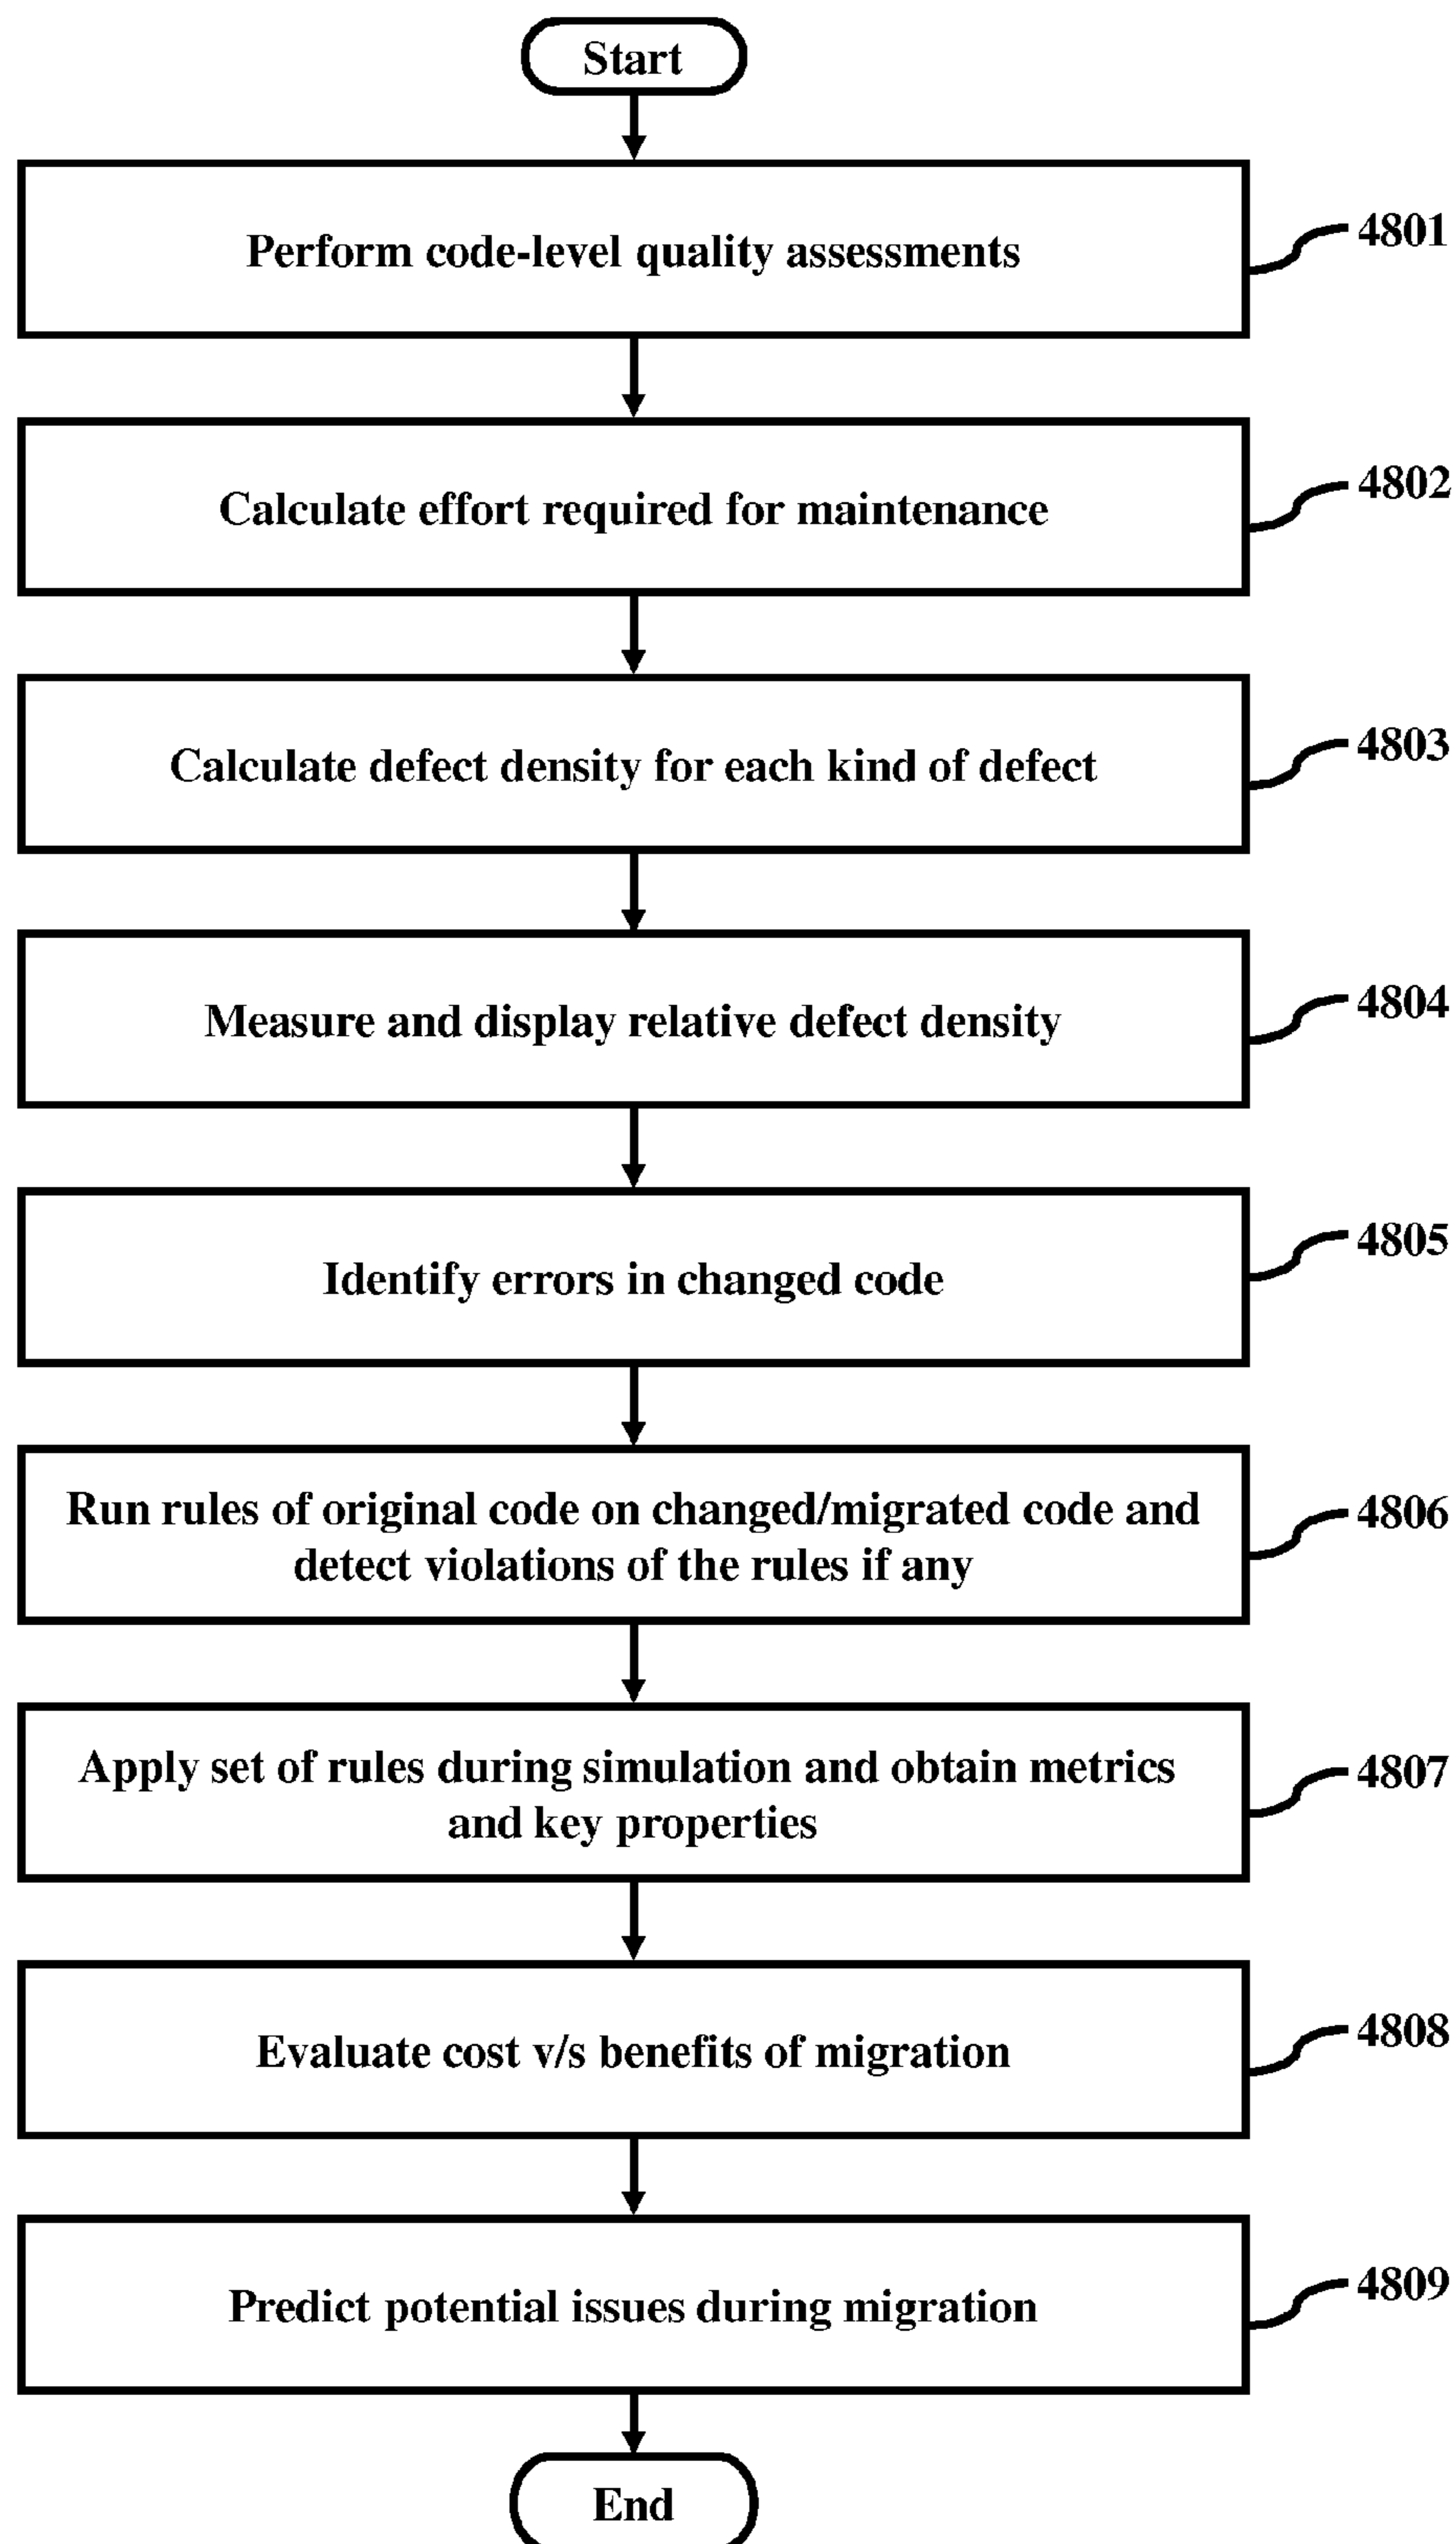 Start
Perform code-level quality assessments
4801
Calculate effort required for maintenance
4802
Calculate defect density for each kind of defect
4803
Measure and display relative defect density
4804
Identify errors in changed code
4805
Run rules of original code on changed/migrated code and
detect violations of the rules if any
4806
Apply set of rules during simulation and obtain metrics
and key properties
4807
Evaluate cost v/s benefits of migration
4808
Predict potential issues during migration
4809
End